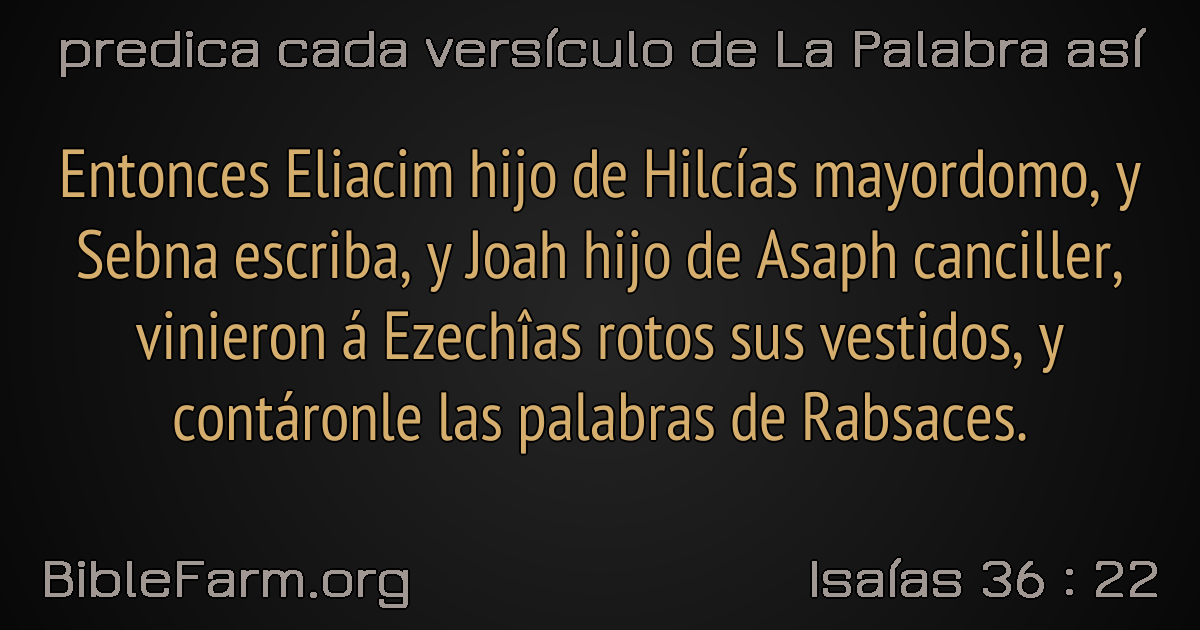 predica cada versículo de La Palabra así
Entonces Eliacim hijo de Hilcías mayordomo, y
Sebna escriba, y Joah hijo de Asaph canciller,
vinieron á Ezechîas rotos sus vestidos, y
contáronle las palabras de Rabsaces.
BibleFarm.org
Isaías 36 : 22